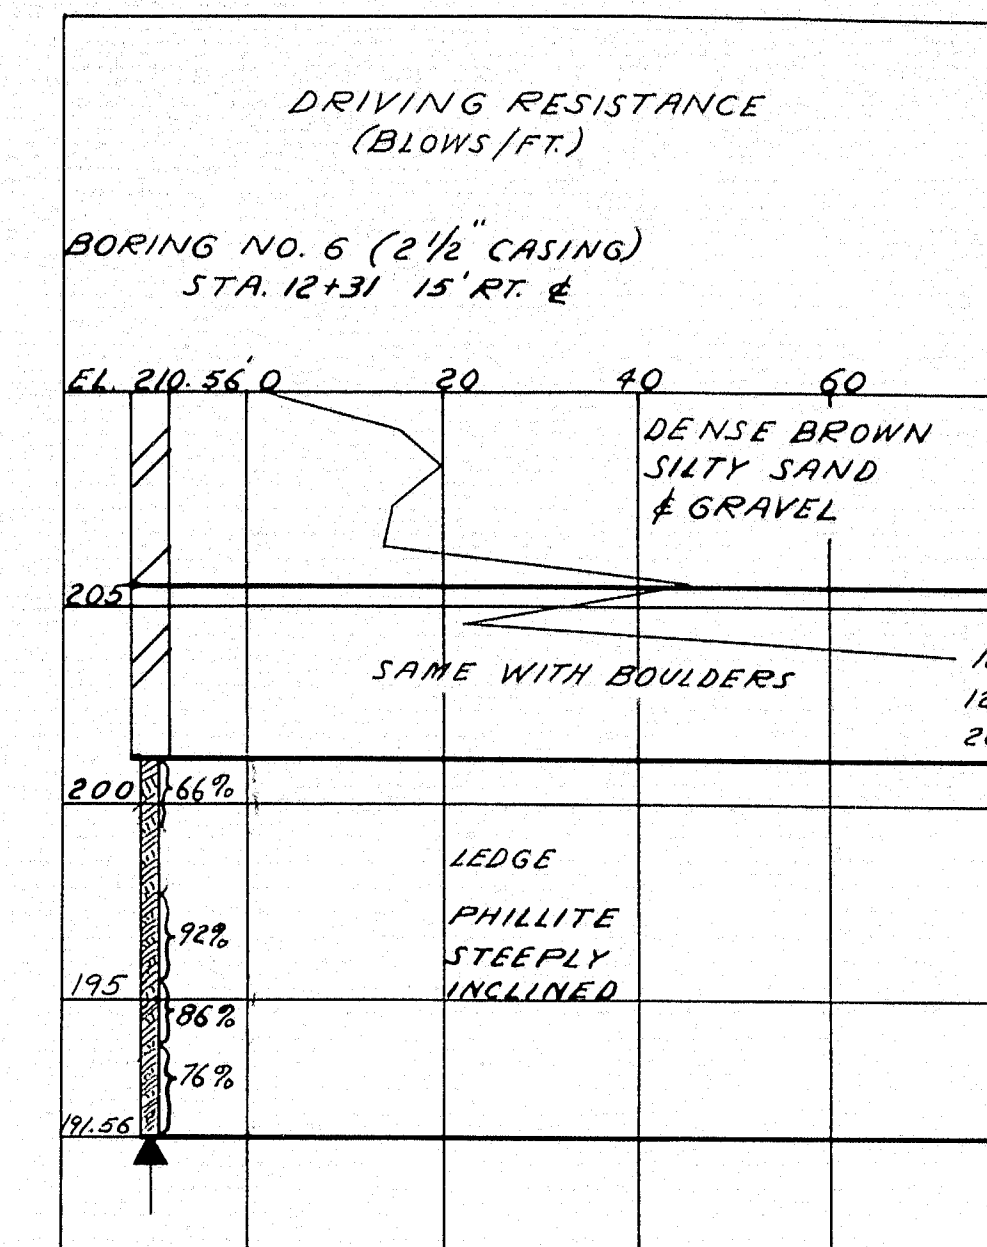 DRIVING RESISTANCE
(BLOWS/FT.)
BORING NO. 6 (2 1/2" CASING)
STA. 12+31 15' RT. ℄
EL. 210.56' 0 20 40 60
DENSE BROWN
SILTY SAND
& GRAVEL
205
SAME WITH BOULDERS
200
66%
LEDGE
PHILLITE
92%
STEEPLY
195
INCLINED
86%
76%
191.56